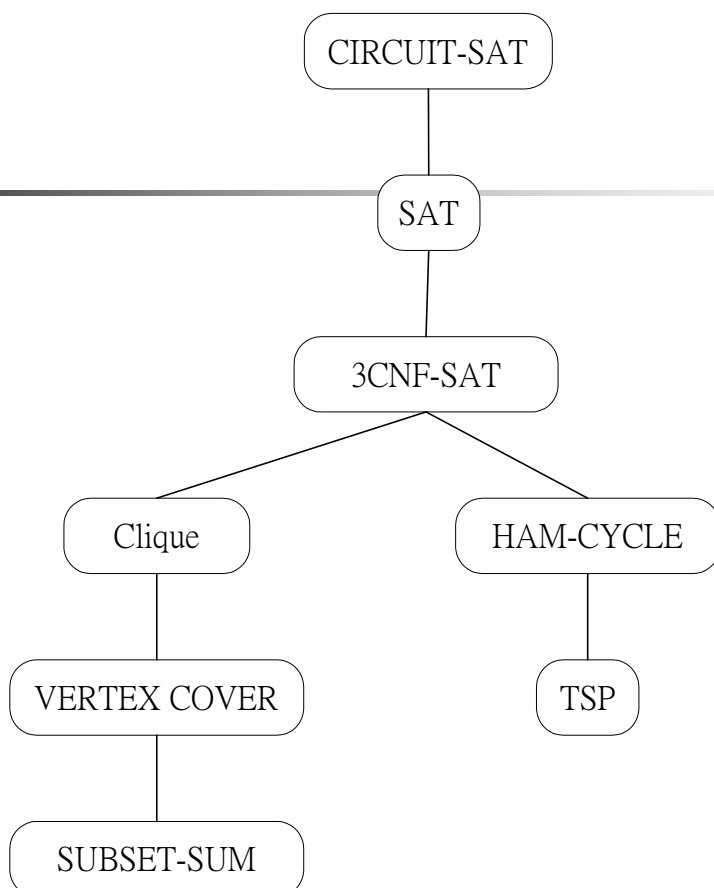 CIRCUIT-SAT
SAT
3CNF-SAT
Clique
HAM-CYCLE
VERTEX COVER
TSP
SUBSET-SUM